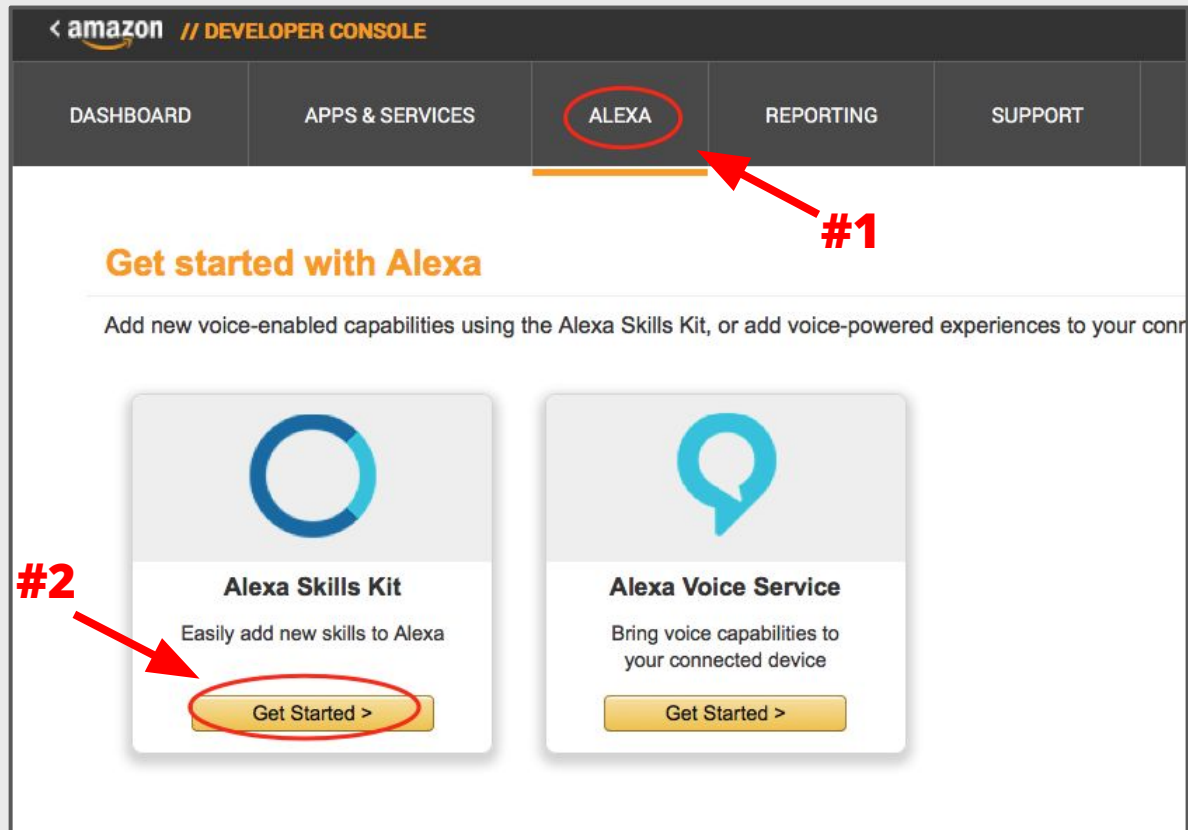 < amazon // DEVELOPER CONSOLE
DASHBOARD APPS & SERVICES ALEXA REPORTING SUPPORT
#1
Get started with Alexa
Add new voice-enabled capabilities using the Alexa Skills Kit, or add voice-powered experiences to your conn
#2
Alexa Skills Kit
Easily add new skills to Alexa
Get Started >
Alexa Voice Service
Bring voice capabilities to
your connected device
Get Started >